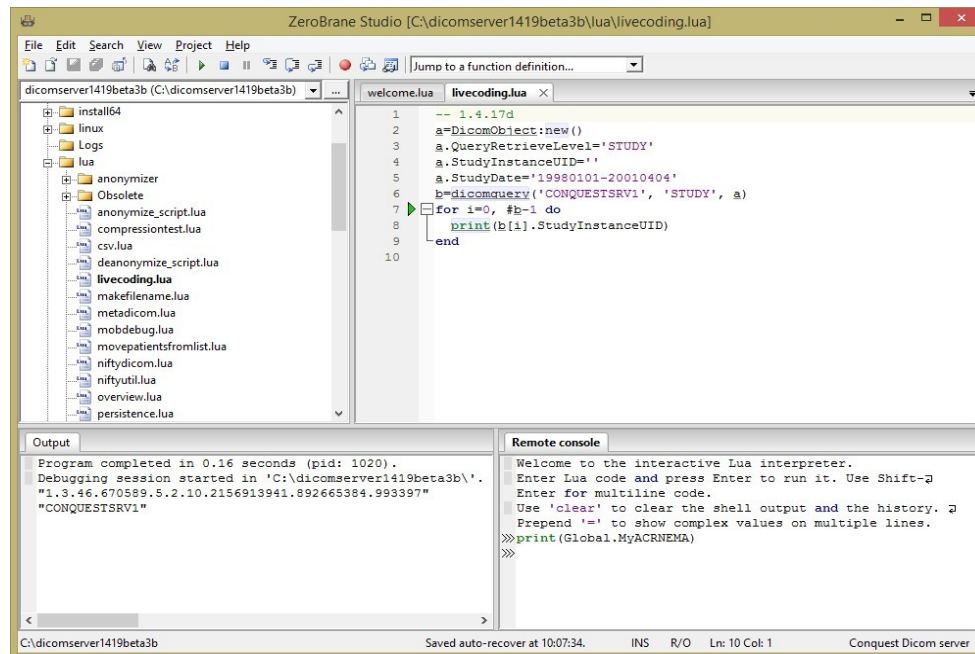 ZeroBrane Studio [C:\dicomserver1419beta3b\lua\livecoding.lua]
File Edit Search View Project Help
Jump to a function definition...
dicomserver1419beta3b (C:\dicomserver1419beta3b)
...
install64
linux
Logs
lua
anonymizer
Obsolete
anonymize_script.lua
compressiontest.lua
csv.lua
deanonymize_script.lua
livecoding.lua
makefilename.lua
metadicom.lua
mobdebug.lua
movepatientsfromlist.lua
niftydicom.lua
niftyutil.lua
overview.lua
persistence.lua
welcome.lua livecoding.lua
1 -- 1.4.17d
2 a=DicomObject:new()
3 a.QueryRetrieveLevel='STUDY'
4 a.StudyInstanceUID=''
5 a.StudyDate='19980101-20010404'
6 b=dicomquery('CONQUESTSRV1', 'STUDY', a)
7 for i=0, #b-1 do
8 print(b[i].StudyInstanceUID)
9 end
10
Output
Program completed in 0.16 seconds (pid: 1020).
Debugging session started in 'C:\dicomserver1419beta3b\'.
"1.3.46.670589.5.2.10.2156913941.892665384.993397"
"CONQUESTSRV1"
Remote console
Welcome to the interactive Lua interpreter.
Enter Lua code and press Enter to run it. Use Shift-
Enter for multiline code.
Use 'clear' to clear the shell output and the history.
Prepend '=' to show complex values on multiple lines.
print(Global.MyACRNEMA)
C:\dicomserver1419beta3b Saved auto-recover at 10:07:34. INS R/O Ln: 10 Col: 1 Conquest Dicom server